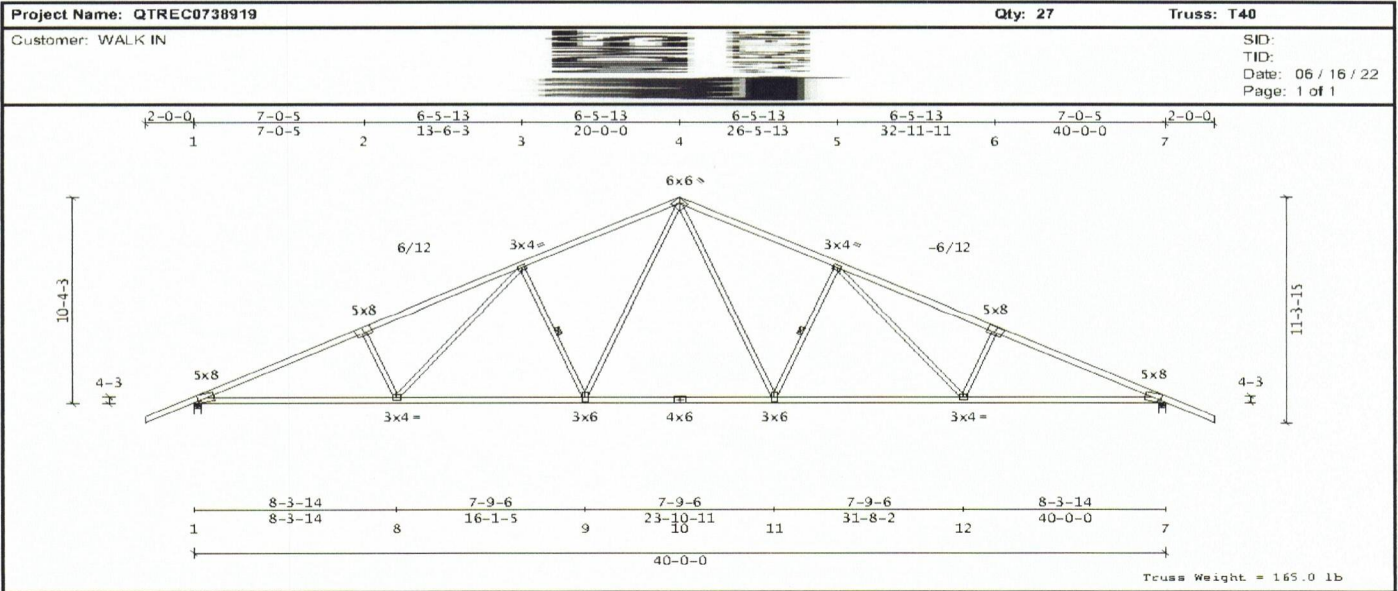 Project Name: QTREC0738919 Qty: 27 Truss: T40
Customer: WALK IN
SID:
TID:
Date: 06 / 16 / 22
Page: 1 of 1
2-0-0 7-0-5 6-5-13 6-5-13 6-5-13 6-5-13 7-0-5 2-0-0
7-0-5 13-6-3 20-0-0 26-5-13 32-11-11 40-0-0
1 2 3 4 5 6 7
6x6
6/12 3x4= 3x4= -6/12
10-4-3 11-3-15
5x8 5x8
4-3 5x8 5x8 4-3
3x4= 3x6 4x6 3x6 3x4=
8-3-14 7-9-6 7-9-6 7-9-6 8-3-14
8-3-14 16-1-5 23-10-11 31-8-2 40-0-0
1 8 9 10 11 12 7
40-0-0
Truss Weight = 165.0 lb